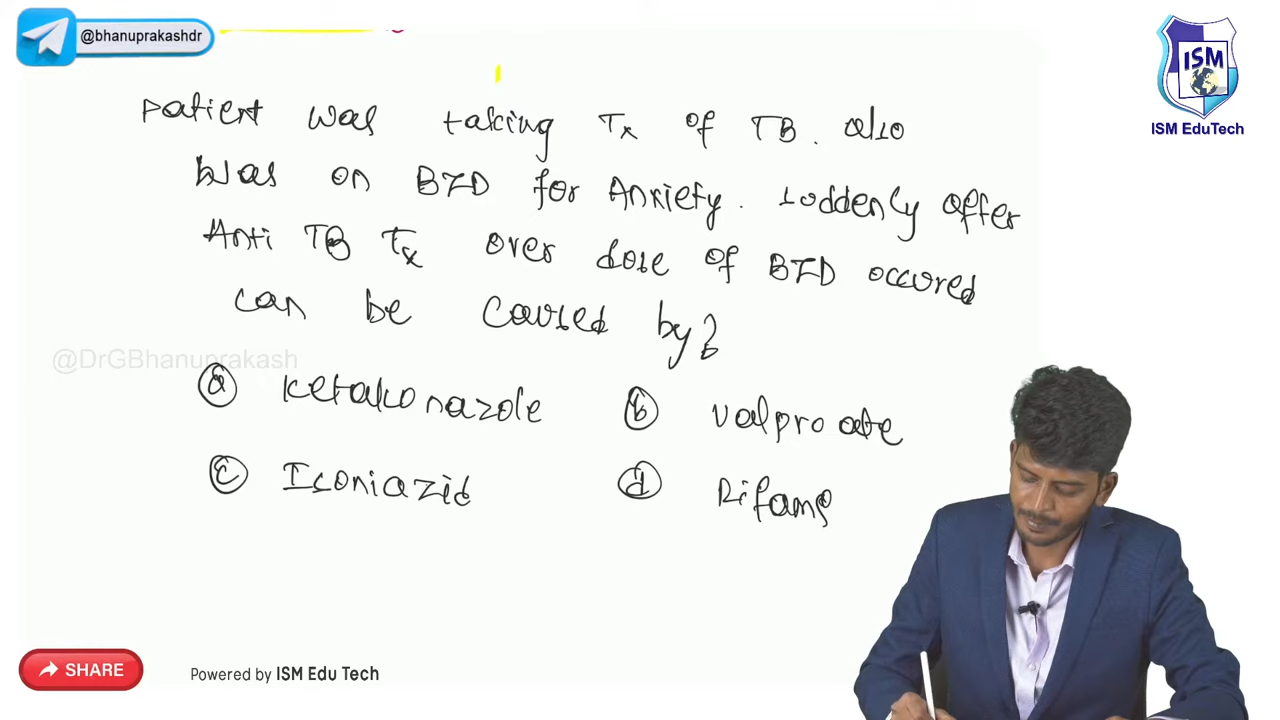 @bhanuprakashdr
ISM
ISM EduTech
Patient was taking Tx of TB. also
was on BZD for Anxiety. Suddenly after
Anti TB Tx over dose of BZD occured
can be caused by?
@DrGBhanuprakash
a Ketakonazole b valproate
c Isoniazid d Rifamp
SHARE
Powered by ISM Edu Tech